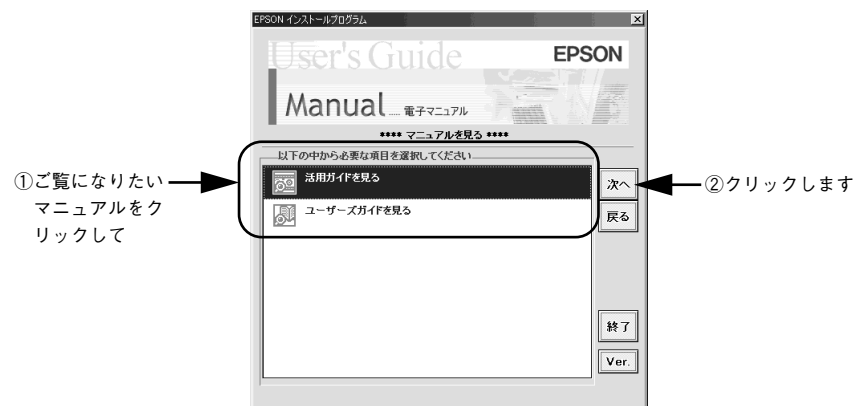 EPSON インストールプログラム
User's Guide
EPSON
Manual..... 電子マニュアル
**** マニュアルを見る ****
以下の中から必要な項目を選択してください
活用ガイドを見る
ユーザーズガイドを見る
次へ
戻る
終了
Ver.
①ご覧になりたい
マニュアルをク
リックして
②クリックします